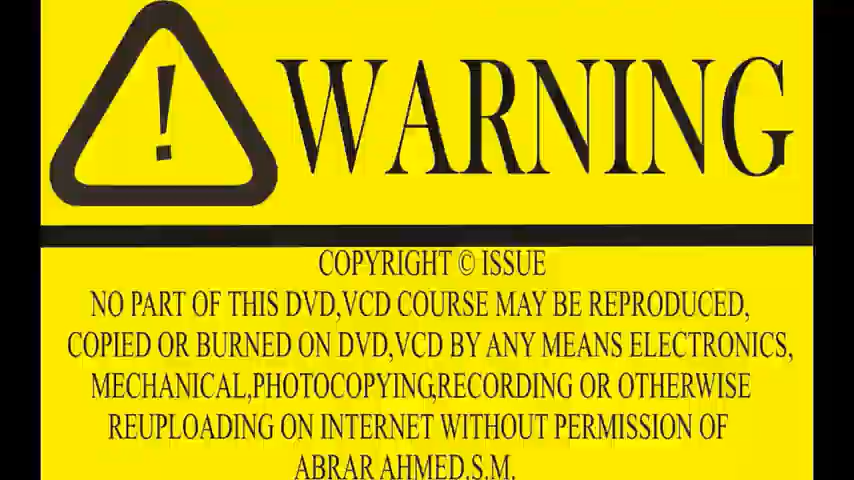 ! WARNING
COPYRIGHT © ISSUE
NO PART OF THIS DVD,VCD COURSE MAY BE REPRODUCED,
COPIED OR BURNED ON DVD,VCD BY ANY MEANS ELECTRONICS,
MECHANICAL,PHOTOCOPYING,RECORDING OR OTHERWISE
REUPLOADING ON INTERNET WITHOUT PERMISSION OF
ABRAR AHMED.S.M.